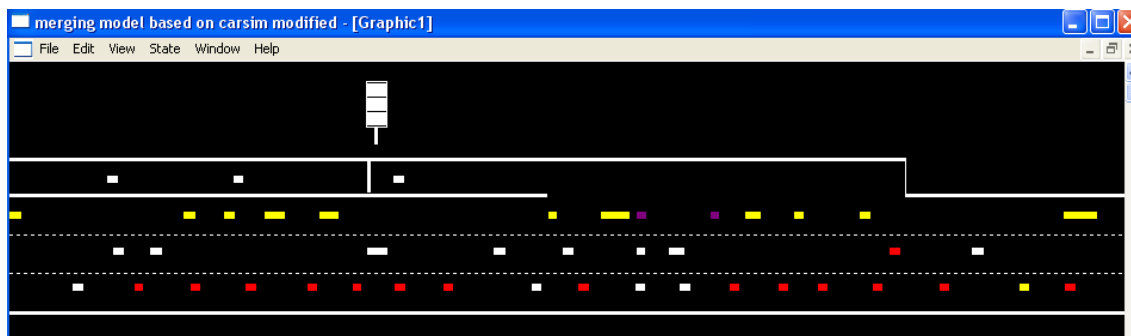 merging model based on carsim modified - [Graphic1]
File Edit View State Window Help